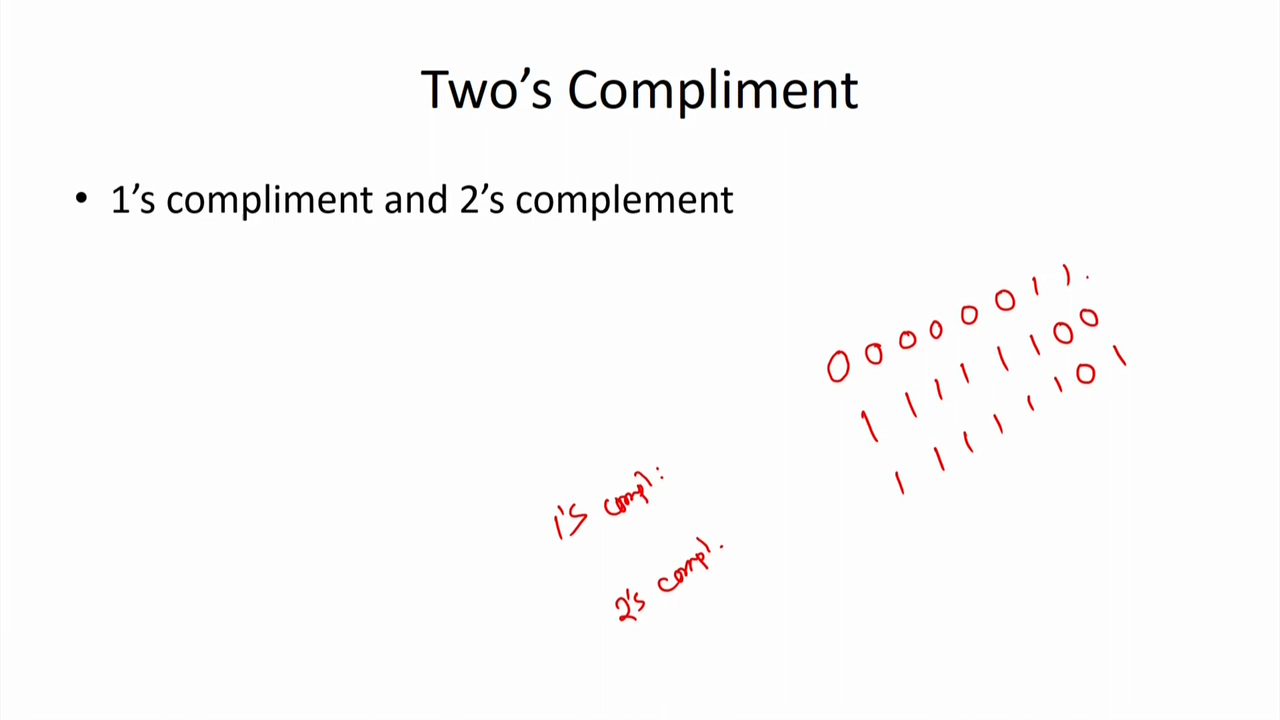 Two's Compliment
• 1's compliment and 2's complement
0 0 0 0 0 0 1 1.
1 1 1 1 1 1 0 0
1 1 1 1 1 1 0 1
1's compl:
2's compl.